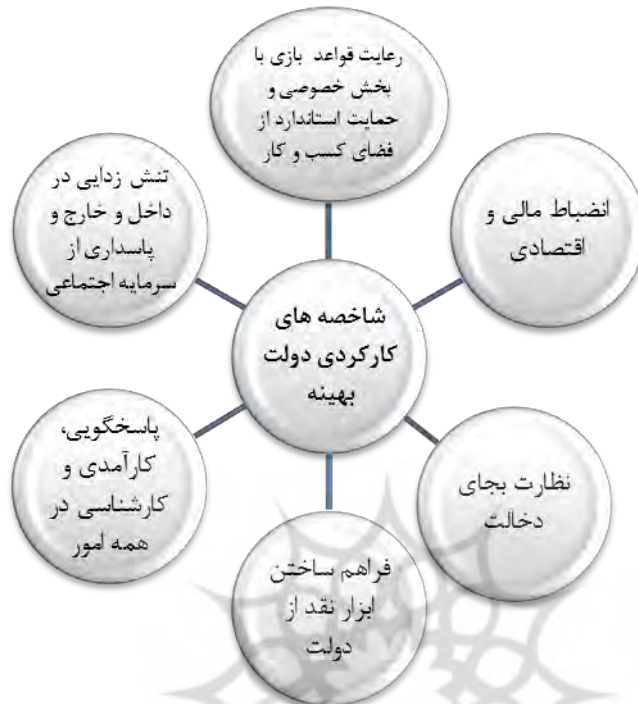 رعایت قواعد بازی با
بخش خصوصی و
حمایت استاندارد از
فضای کسب و کار
انضباط مالی و
اقتصادی
نظارت بجای
دخالت
فراهم ساختن
ابزار نقد از
دولت
پاسخگویی،
کارآمدی و
کارشناسی در
همه امور
تنش زدایی در
داخل و خارج و
پاسداری از
سرمایه اجتماعی
شاخصه های
کارکردی دولت
بهینه